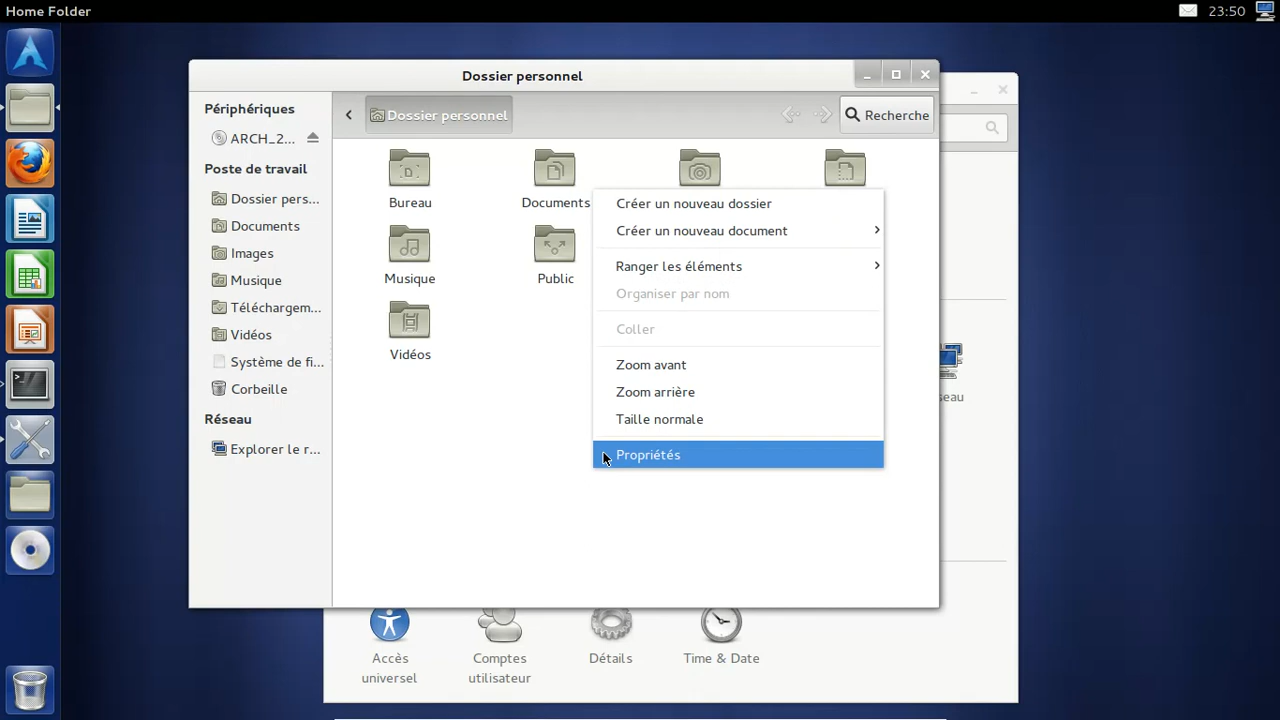 Home Folder
23:50
Dossier personnel
Périphériques
ARCH_2...
Poste de travail
Dossier pers...
Documents
Images
Musique
Téléchargem...
Vidéos
Système de fi...
Corbeille
Réseau
Explorer le r...
Dossier personnel
Recherche
Bureau
Documents
Musique
Public
Vidéos
Créer un nouveau dossier
Créer un nouveau document
Ranger les éléments
Organiser par nom
Coller
Zoom avant
Zoom arrière
Taille normale
Propriétés
seau
Accès
universel
Comptes
utilisateur
Détails
Time & Date